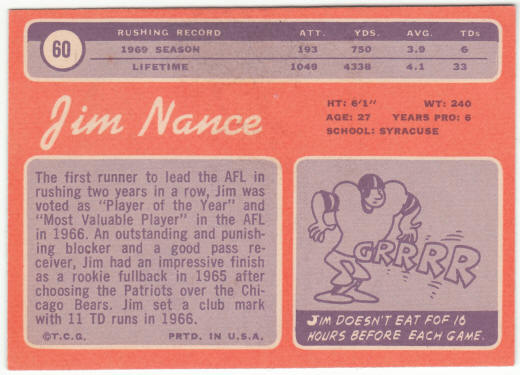 60
RUSHING RECORD ATT. YDS. AVG. TDs
1969 SEASON 193 750 3.9 6
LIFETIME 1049 4338 4.1 33
Jim Nance
HT: 6'1" WT: 240
AGE: 27 YEARS PRO: 6
SCHOOL: SYRACUSE
The first runner to lead the AFL in
rushing two years in a row, Jim was
voted as "Player of the Year" and
"Most Valuable Player" in the AFL
in 1966. An outstanding and punish-
ing blocker and a good pass re-
ceiver, Jim had an impressive finish
as a rookie fullback in 1965 after
choosing the Patriots over the Chi-
cago Bears. Jim set a club mark
with 11 TD runs in 1966.
©T.C.G. PRTD. IN U.S.A.
GRRRR
JIM DOESN'T EAT FOF 16
HOURS BEFORE EACH GAME.